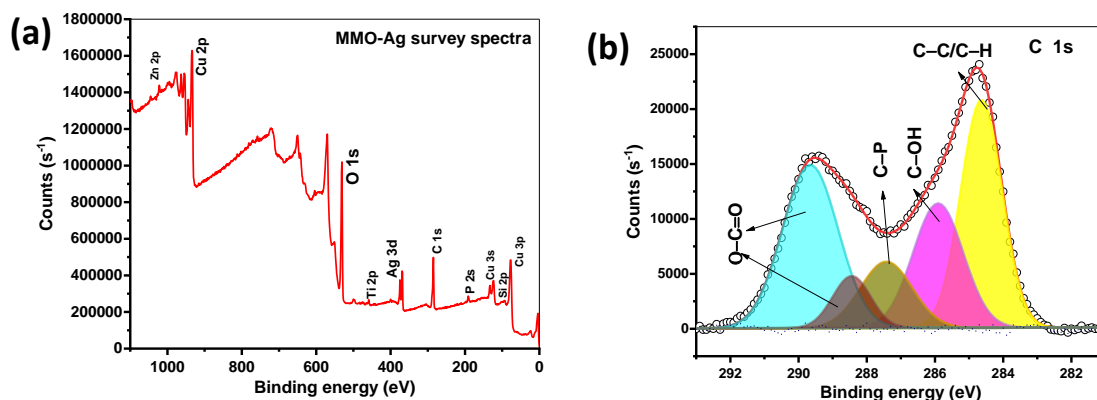 (a)
MMO-Ag survey spectra
1800000
1600000
1400000
1200000
1000000
800000
600000
400000
200000
0
Counts (s⁻¹)
Zn 2p
Cu 2p
O 1s
Ti 2p
Ag 3d
C 1s
P 2s
Cu 3s
Si 2p
Cu 3p
1000 800 600 400 200 0
Binding energy (eV)
(b)
C 1s
25000
20000
15000
10000
5000
0
Counts (s⁻¹)
C–C/C–H
C–P
C–OH
O–C=O
292 290 288 286 284 282
Binding energy (eV)